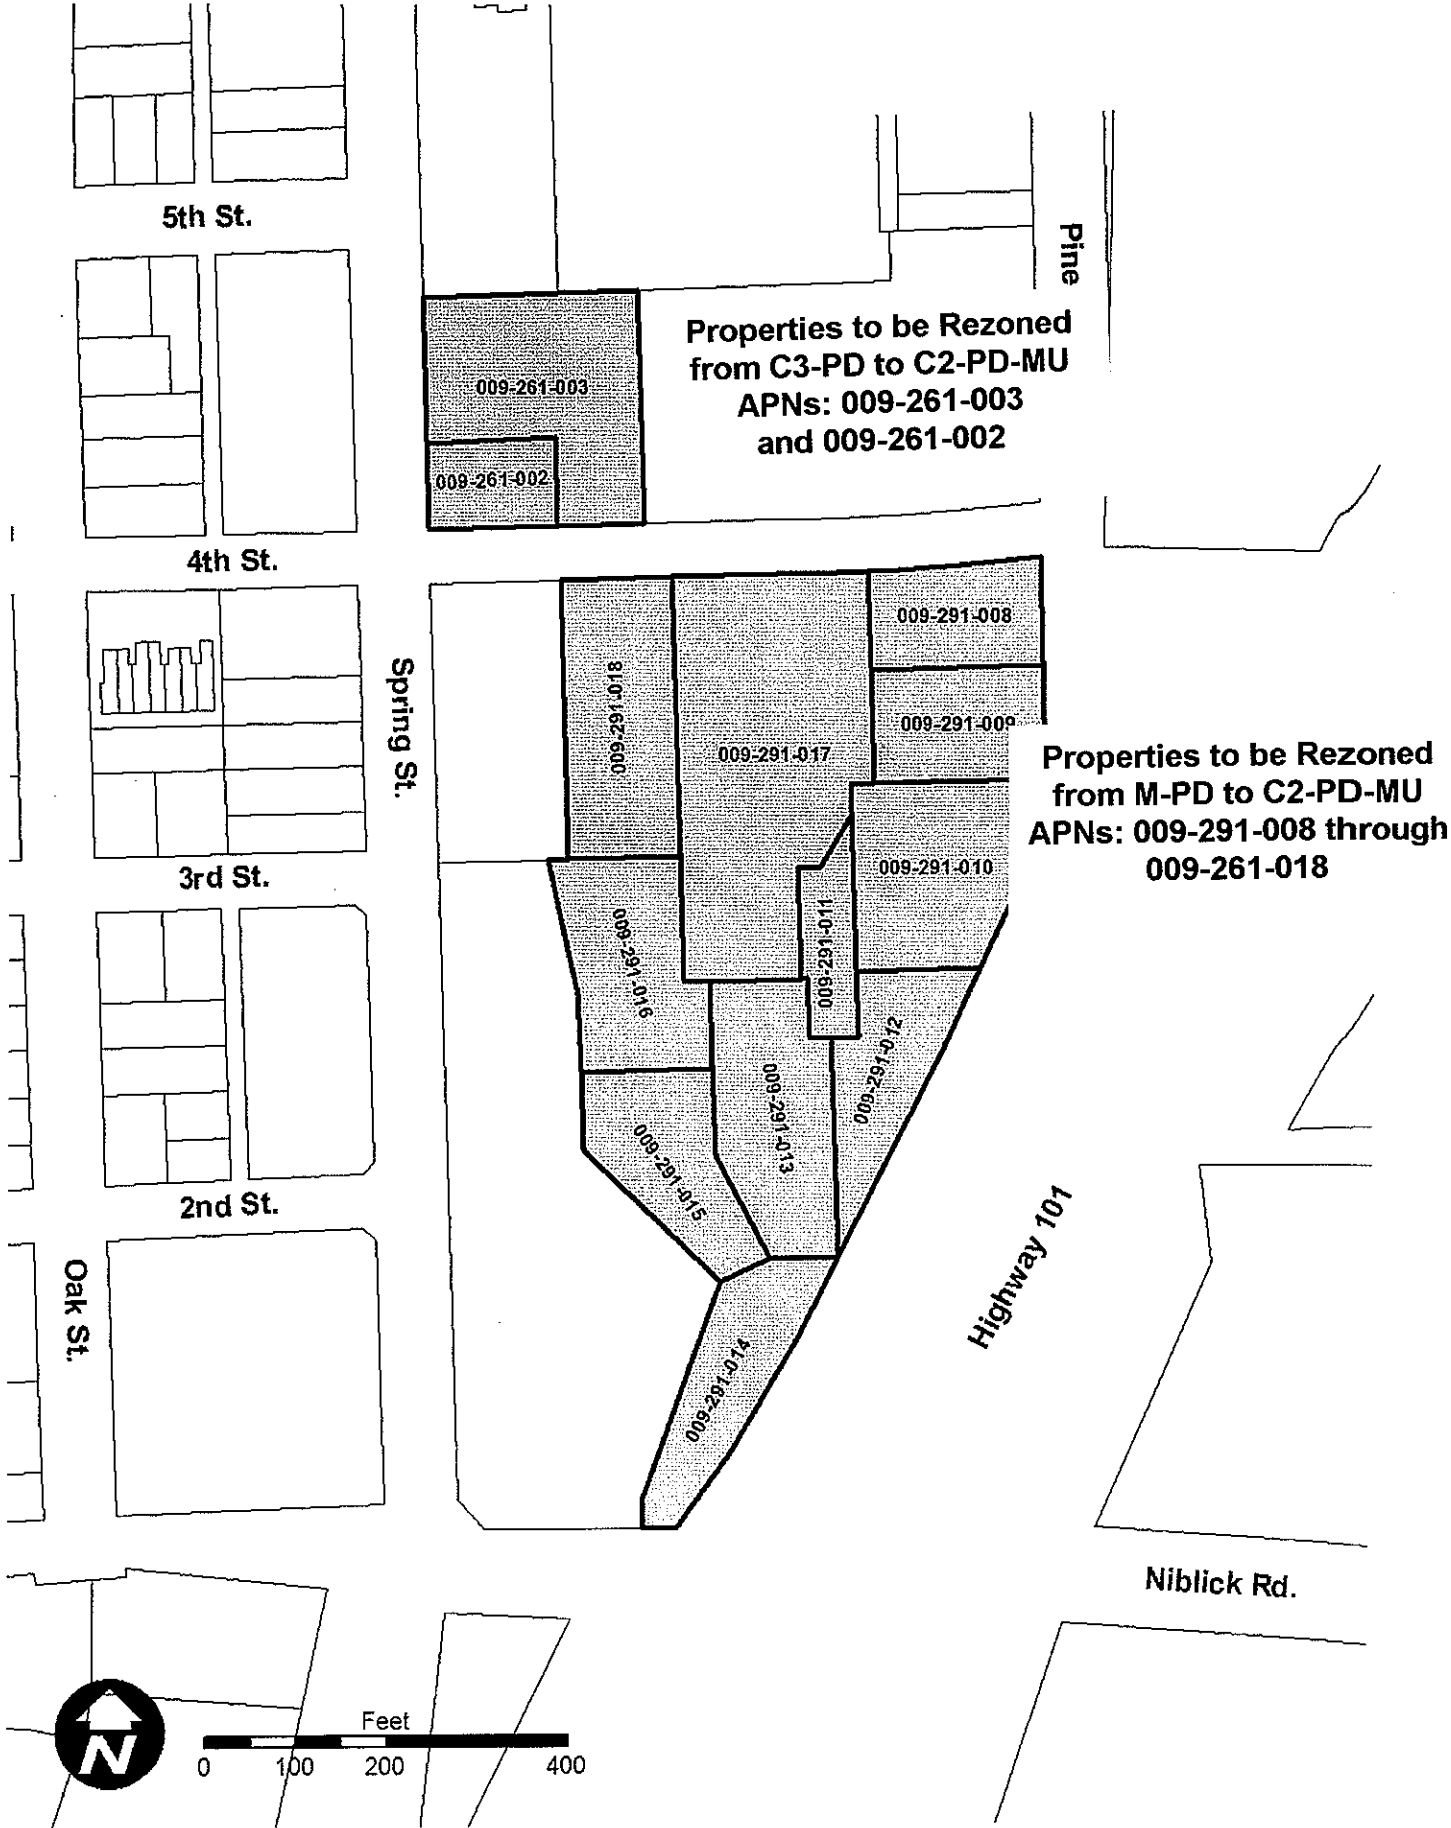 5th St.
Pine
Properties to be Rezoned
from C3-PD to C2-PD-MU
APNs: 009-261-003
and 009-261-002
009-261-003
009-261-002
4th St.
009-291-008
009-291-018
Spring St.
009-291-009
009-291-017
Properties to be Rezoned
from M-PD to C2-PD-MU
APNs: 009-291-008 through
009-261-018
009-291-010
3rd St.
009-291-011
009-291-016
009-291-012
009-291-013
009-291-015
2nd St.
Highway 101
Oak St.
009-291-014
Niblick Rd.
N
Feet
0 100 200 400